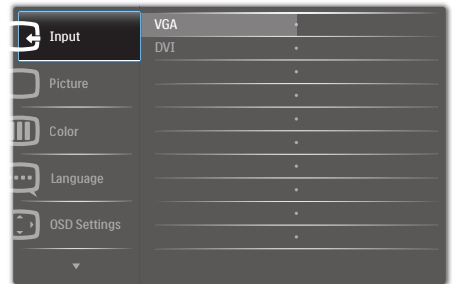 Input
VGA
DVI
Picture
Color
Language
OSD Settings